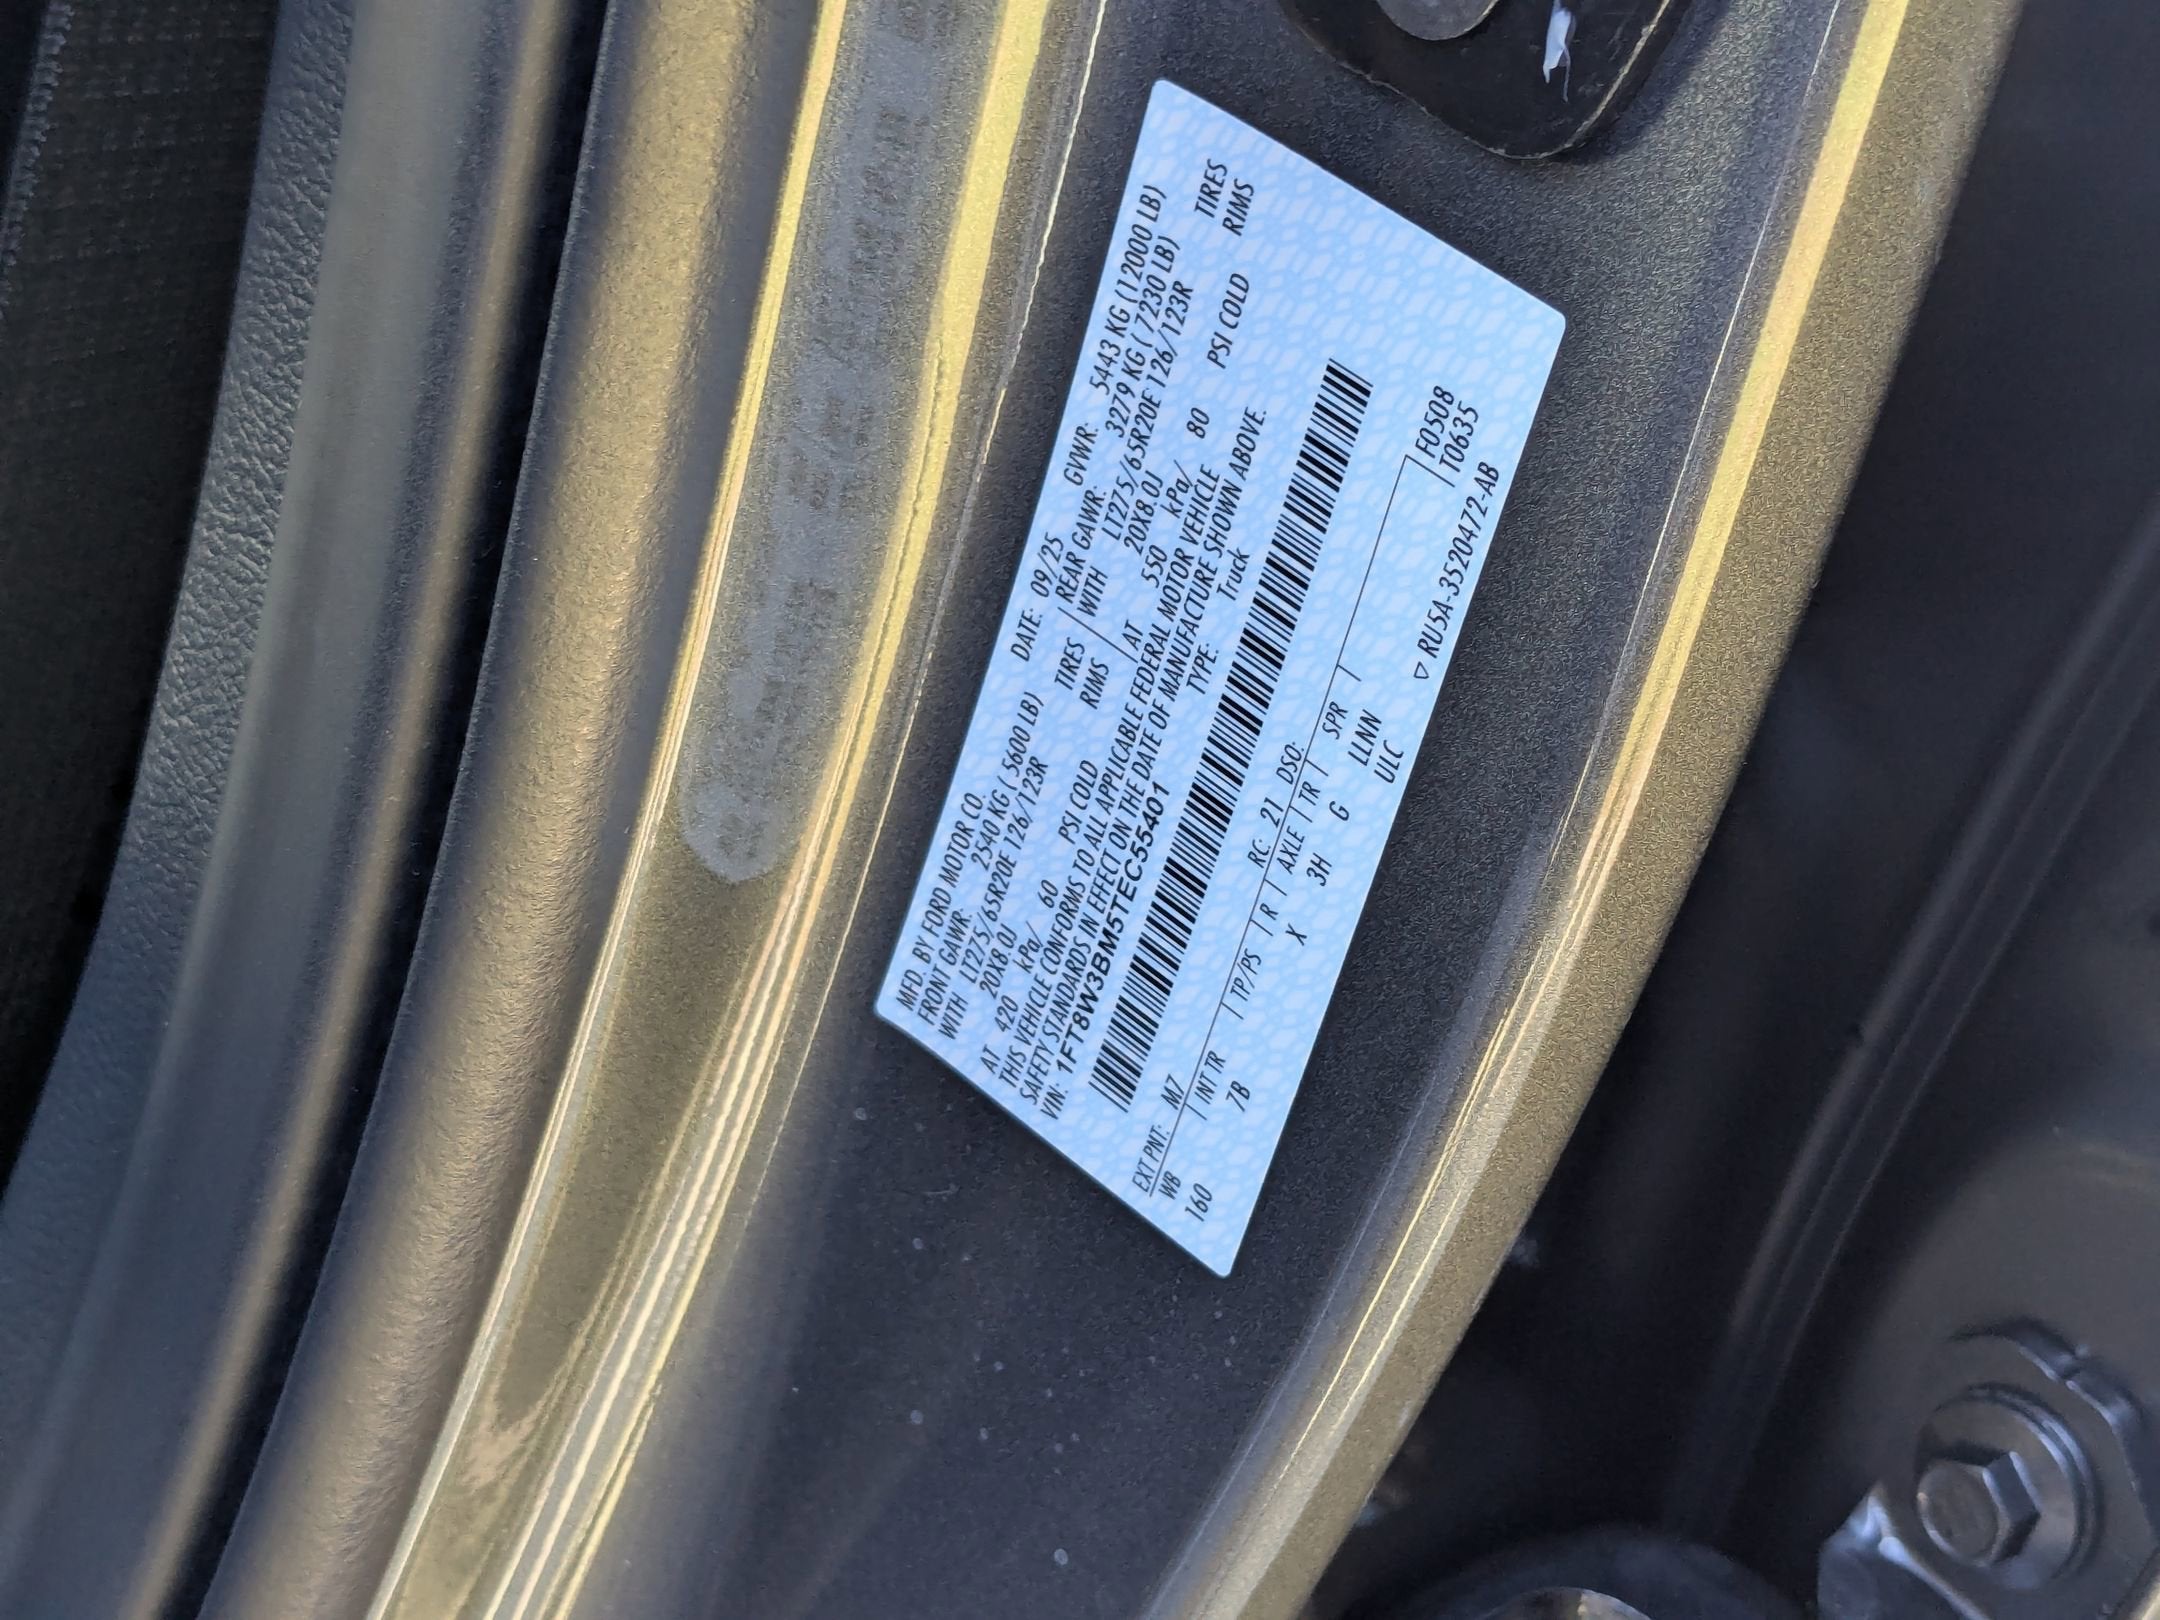 MFD. BY FORD MOTOR CO. DATE: 09/25 GVWR: 5443 KG (12000 LB)
FRONT GAWR: 2540 KG ( 5600 LB) REAR GAWR: 3279 KG ( 7230 LB)
WITH LT275/65R20E 126/123R TIRES WITH LT275/65R20E 126/123R TIRES
20X8.0J RIMS 20X8.0J RIMS
AT 420 kPa/ 60 PSI COLD AT 550 kPa/ 80 PSI COLD
THIS VEHICLE CONFORMS TO ALL APPLICABLE FEDERAL MOTOR VEHICLE
SAFETY STANDARDS IN EFFECT ON THE DATE OF MANUFACTURE SHOWN ABOVE.
VIN: 1FT8W3BM5TEC55401 TYPE: Truck
EXT PNT: M7 RC: 21 DSO:
WB INT TR TP/PS R AXLE TR SPR F0508
160 7B X 3H G LLNN T0635
ULC
▽ RU5A-3520472-AB